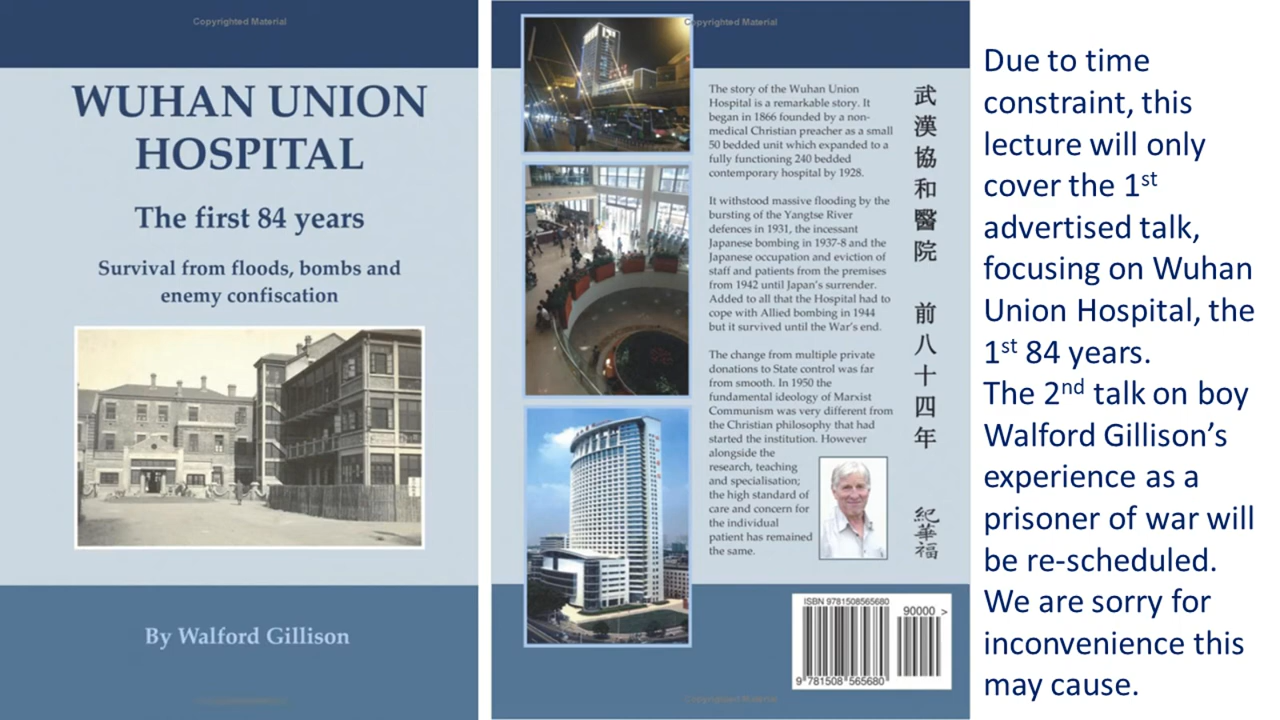 Copyrighted Material
WUHAN UNION
HOSPITAL
The first 84 years
Survival from floods, bombs and
enemy confiscation
By Walford Gillison
Copyrighted Material
Copyrighted Material
The story of the Wuhan Union
Hospital is a remarkable story. It
began in 1866 founded by a non-
medical Christian preacher as a small
50 bedded unit which expanded to a
fully functioning 240 bedded
contemporary hospital by 1928.
It withstood massive flooding by the
bursting of the Yangtse River
defences in 1931, the incessant
Japanese bombing in 1937-8 and the
Japanese occupation and eviction of
staff and patients from the premises
from 1942 until Japan's surrender.
Added to all that the Hospital had to
cope with Allied bombing in 1944
but it survived until the War's end.
The change from multiple private
donations to State control was far
from smooth. In 1950 the
fundamental ideology of Marxist
Communism was very different from
the Christian philosophy that had
started the institution. However
alongside the
research, teaching
and specialisation;
the high standard of
care and concern for
the individual
patient has remained
the same.
武漢協和醫院 前八十四年
紀華福
ISBN 9781508565680
90000 >
9 781508 565680
Copyrighted Material
Due to time
constraint, this
lecture will only
cover the 1st
advertised talk,
focusing on Wuhan
Union Hospital, the
1st 84 years.
The 2nd talk on boy
Walford Gillison’s
experience as a
prisoner of war will
be re-scheduled.
We are sorry for
inconvenience this
may cause.